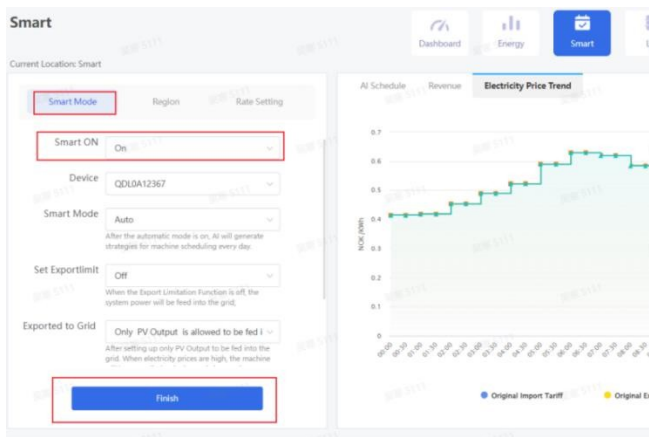 Smart
Dashboard
Energy
Smart
Current Location: Smart
Smart Mode
Region
Rate Setting
Smart ON
On
Device
QDL0A12367
Smart Mode
Auto
After the automatic mode is on, AI will generate
strategies for machine scheduling every day.
Set Exportlimit
Off
When the Export Limitation Function is off, the
system power will be feed into the grid,
Exported to Grid
Only PV Output is allowed to be fed i
After setting up only PV Output to be fed into the
grid. When electricity prices are high, the machine
Finish
AI Schedule
Revenue
Electricity Price Trend
NOK /KWh
0.7
0.6
0.5
0.4
0.3
0.2
0.1
0
00:00
00:30
01:00
01:30
02:00
02:30
03:00
03:30
04:00
04:30
05:00
05:30
06:00
06:30
07:00
07:30
08:00
08:30
Original Import Tariff
Original E